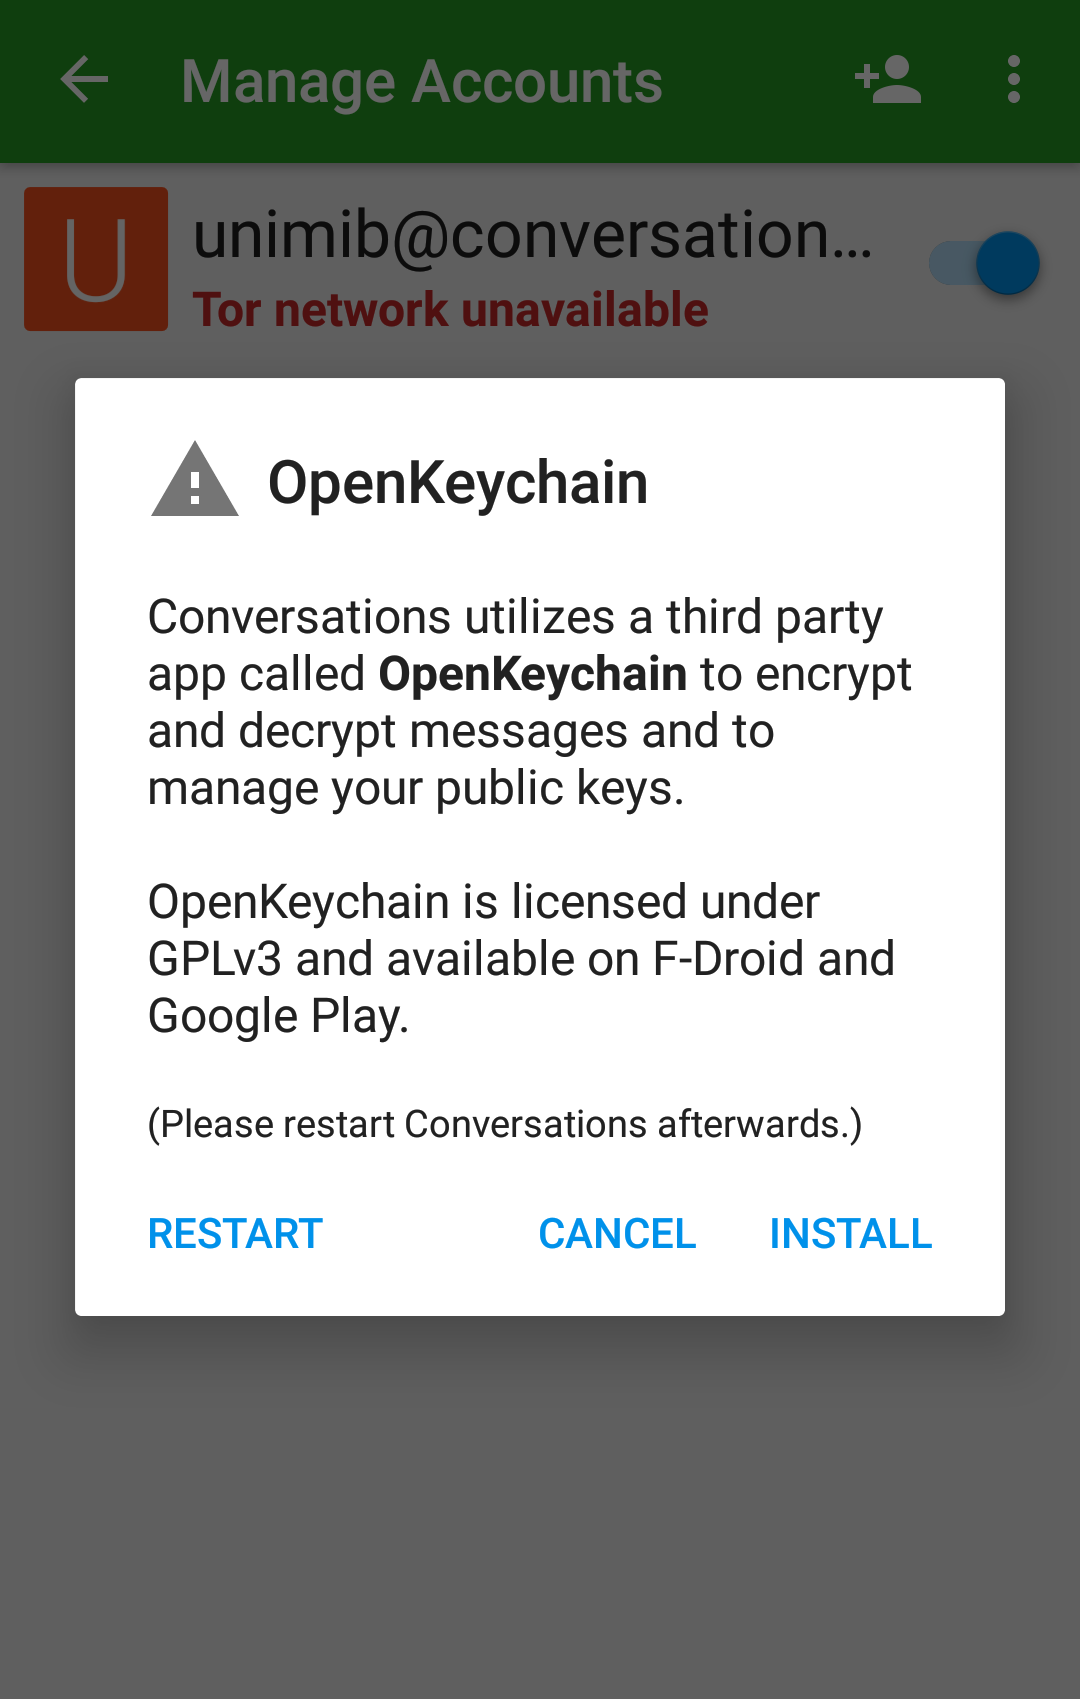 Manage Accounts
U
unimib@conversation...
Tor network unavailable
OpenKeychain
Conversations utilizes a third party
app called OpenKeychain to encrypt
and decrypt messages and to
manage your public keys.
OpenKeychain is licensed under
GPLv3 and available on F-Droid and
Google Play.
(Please restart Conversations afterwards.)
RESTART CANCEL INSTALL